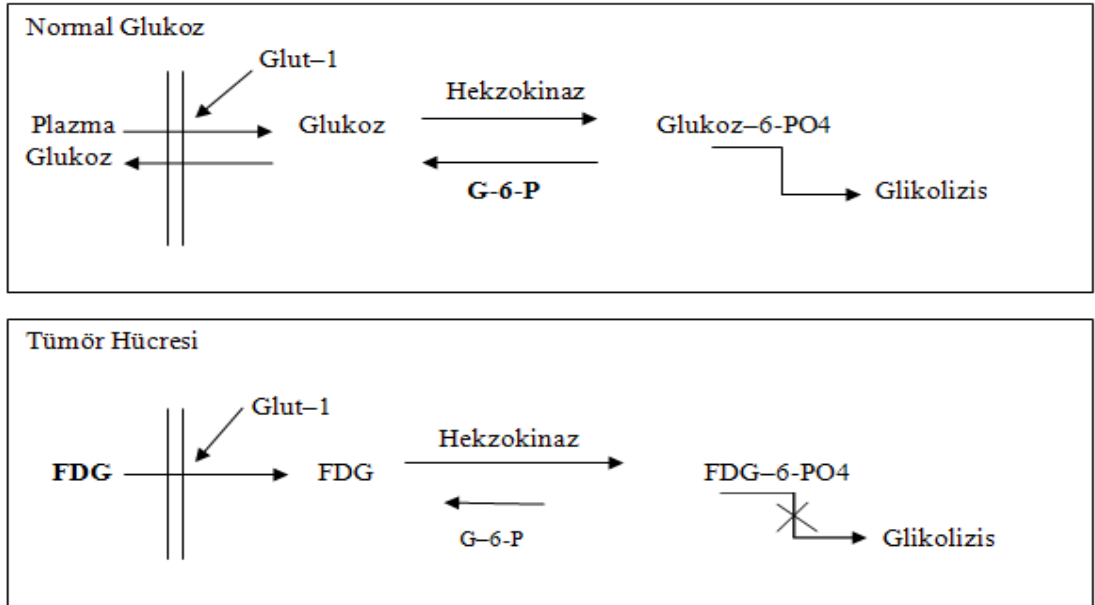 Normal Glukoz
Glut–1
Hekzokinaz
Plazma
Glukoz
Glukoz
Glukoz–6-PO4
G-6-P
Glikolizis
Tümör Hücresi
Glut–1
Hekzokinaz
FDG
FDG
FDG–6-PO4
G–6-P
Glikolizis